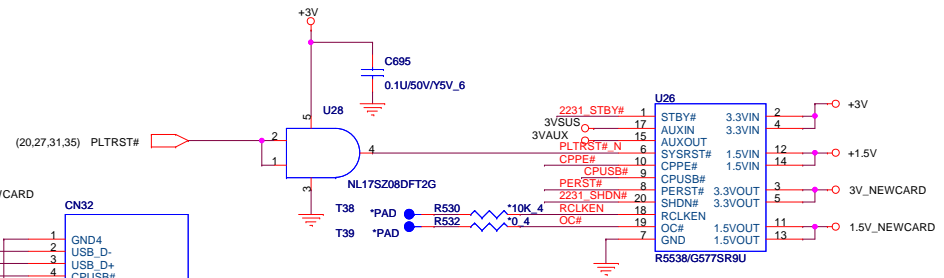 +3V
C695
0.1U/50V/Y5V_6
U28
5
(20,27,31,35) PLTRST#
2
1
4
3
NL17SZ08DFT2G
U26
2231_STBY# 1 STBY# 3.3VIN 2 +3V
3VSUS 17 AUXIN 3.3VIN 4
3VAUX 15 AUXOUT
PLTRST#_N 6 SYSRST# 1.5VIN 12 +1.5V
CPPE# 10 CPPE# 1.5VIN 14
CPUSB# 9 CPUSB#
PERST# 8 PERST# 3.3VOUT 3 3V_NEWCARD
2231_SHDN# 20 SHDN# 3.3VOUT 5
RCLKEN 18 RCLKEN
OC# 19 OC# 1.5VOUT 11 1.5V_NEWCARD
7 GND 1.5VOUT 13
R5538/G577SR9U
T38 *PAD R530 *10K_4
T39 *PAD R532 *0_4
WCARD
CN32
1 GND4
2 USB_D-
3 USB_D+
4 CPUSB#